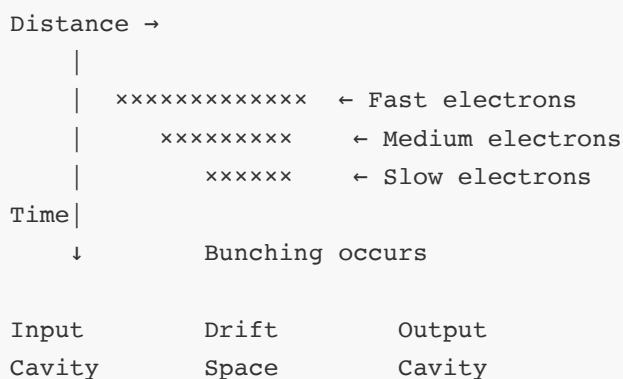 Distance →
|
| ××××××××××××× ← Fast electrons
| ××××××××× ← Medium electrons
| ×××××× ← Slow electrons
Time|
↓ Bunching occurs
Input Drift Output
Cavity Space Cavity